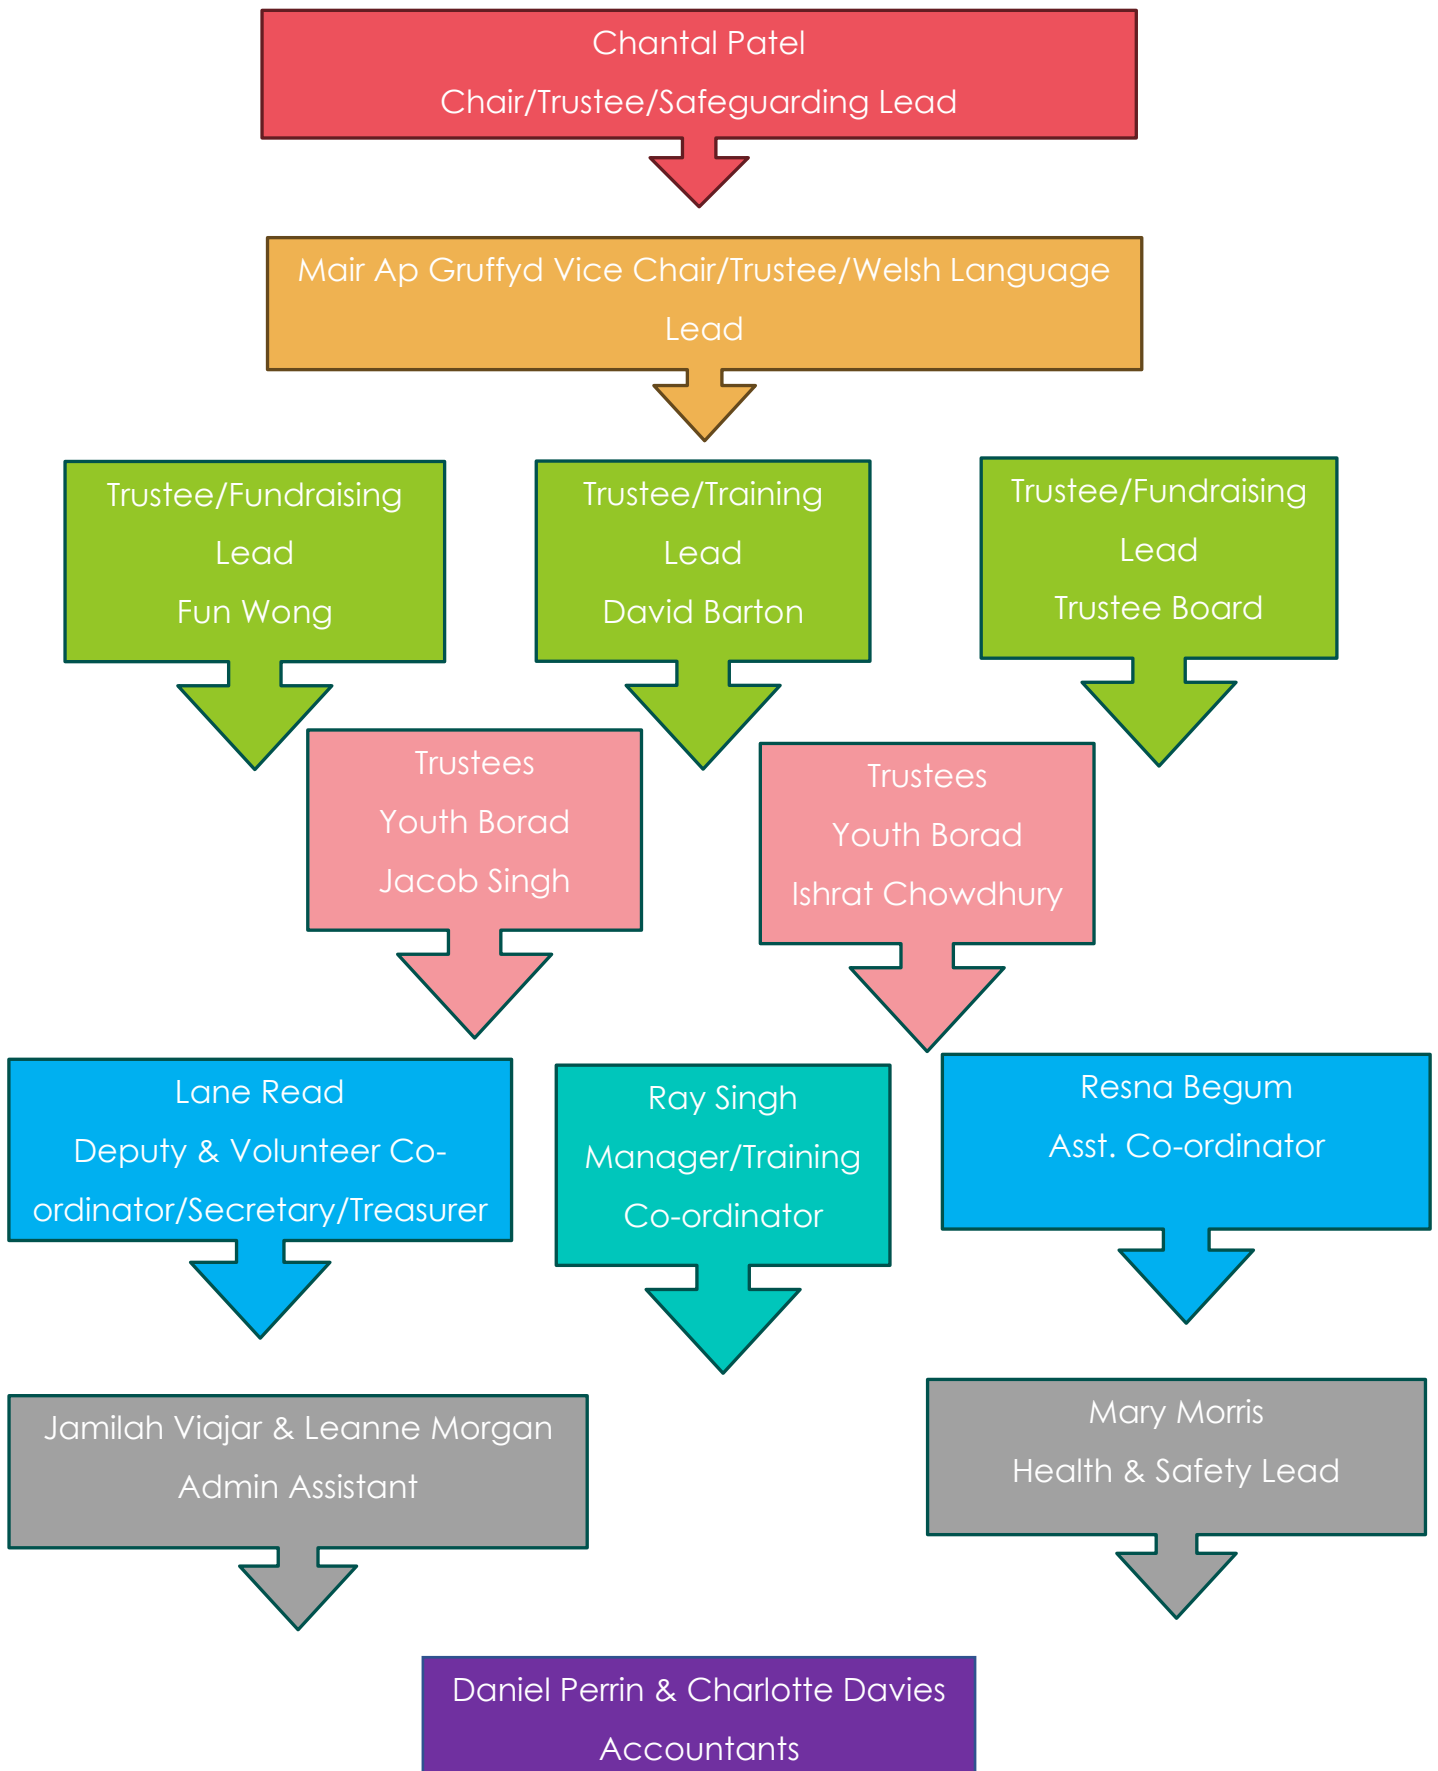 Chantal Patel
Chair/Trustee/Safeguarding Lead
Mair Ap Gruffyd Vice Chair/Trustee/Welsh Language
Lead
Trustee/Fundraising
Lead
Fun Wong
Trustee/Training
Lead
David Barton
Trustee/Fundraising
Lead
Trustee Board
Trustees
Youth Borad
Jacob Singh
Trustees
Youth Borad
Ishrat Chowdhury
Lane Read
Deputy & Volunteer Co-
ordinator/Secretary/Treasurer
Ray Singh
Manager/Training
Co-ordinator
Resna Begum
Asst. Co-ordinator
Jamilah Viajar & Leanne Morgan
Admin Assistant
Mary Morris
Health & Safety Lead
Daniel Perrin & Charlotte Davies
Accountants